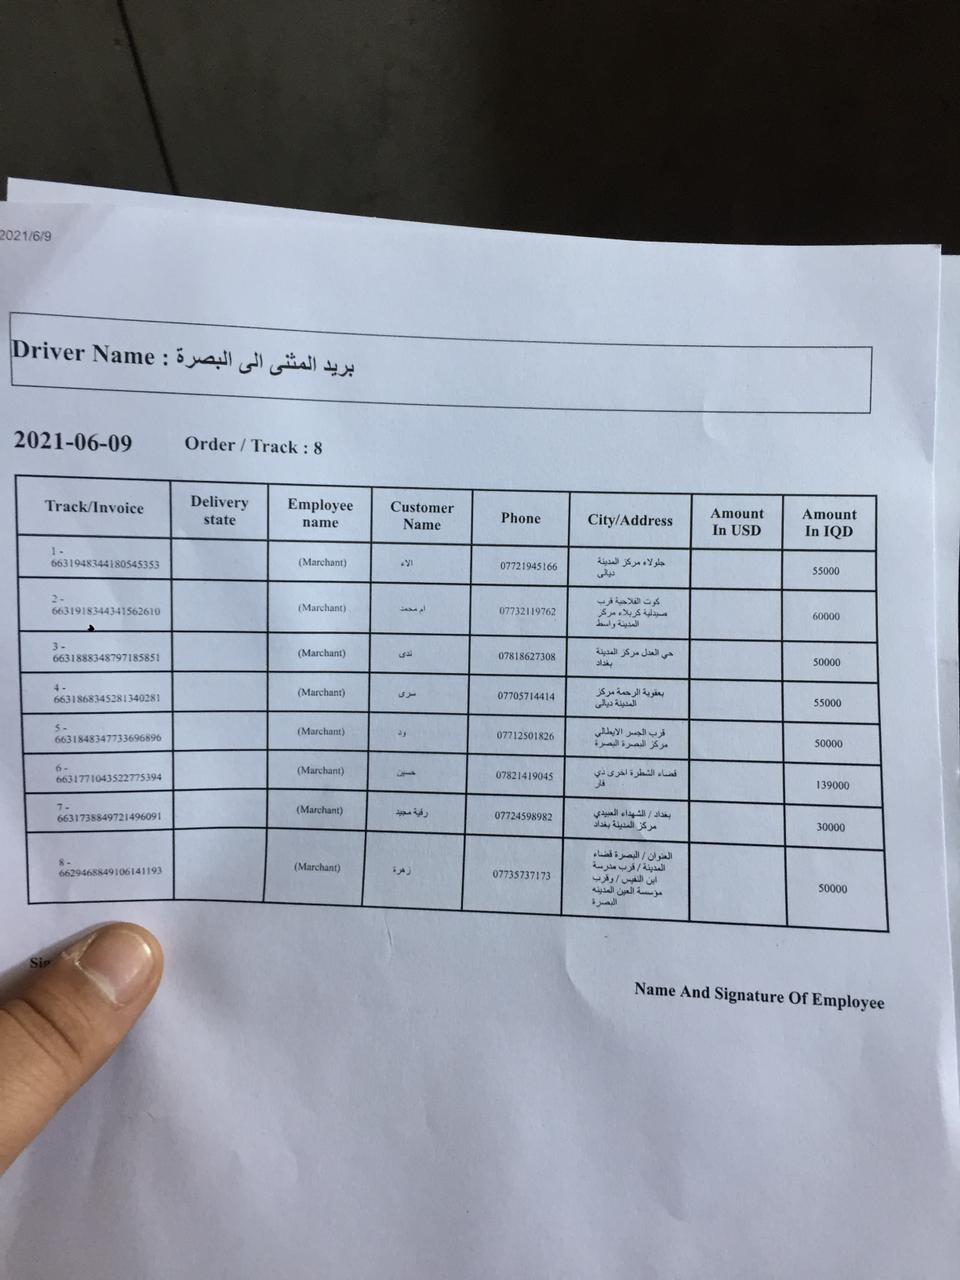 2021/6/9
Driver Name : بريد المثنى الى البصرة
2021-06-09 Order / Track : 8
Track/Invoice Delivery state Employee name Customer Name Phone City/Address Amount In USD Amount In IQD
1 - 6631948344180545353 (Marchant) الاء 07721945166 جلولاء مركز المدينة ديالى 55000
2 - 6631918344341562610 (Marchant) ام محمد 07732119762 كوت الفلاحية قرب صيدلية كربلاء مركز المدينة واسط 60000
3 - 6631888348797185851 (Marchant) ندى 07818627308 حي العدل مركز المدينة بغداد 50000
4 - 6631868345281340281 (Marchant) سرى 07705714414 بعقوبة الرحمة مركز المدينة ديالى 55000
5 - 6631848347733696896 (Marchant) ود 07712501826 قرب الجسر الايطالي مركز البصرة البصرة 50000
6 - 6631771043522775394 (Marchant) حسين 07821419045 قضاء الشطرة اخرى ذي قار 139000
7 - 6631738849721496091 (Marchant) رقية مجيد 07724598982 بغداد / الشهداء العبيدي مركز المدينة بغداد 30000
8 - 6629468849106141193 (Marchant) زهرة 07735737173 العنوان / البصرة قضاء المدينة / قرب مدرسة ابن النفيس / وقرب مؤسسة العين المدينه البصرة 50000
Name And Signature Of Employee